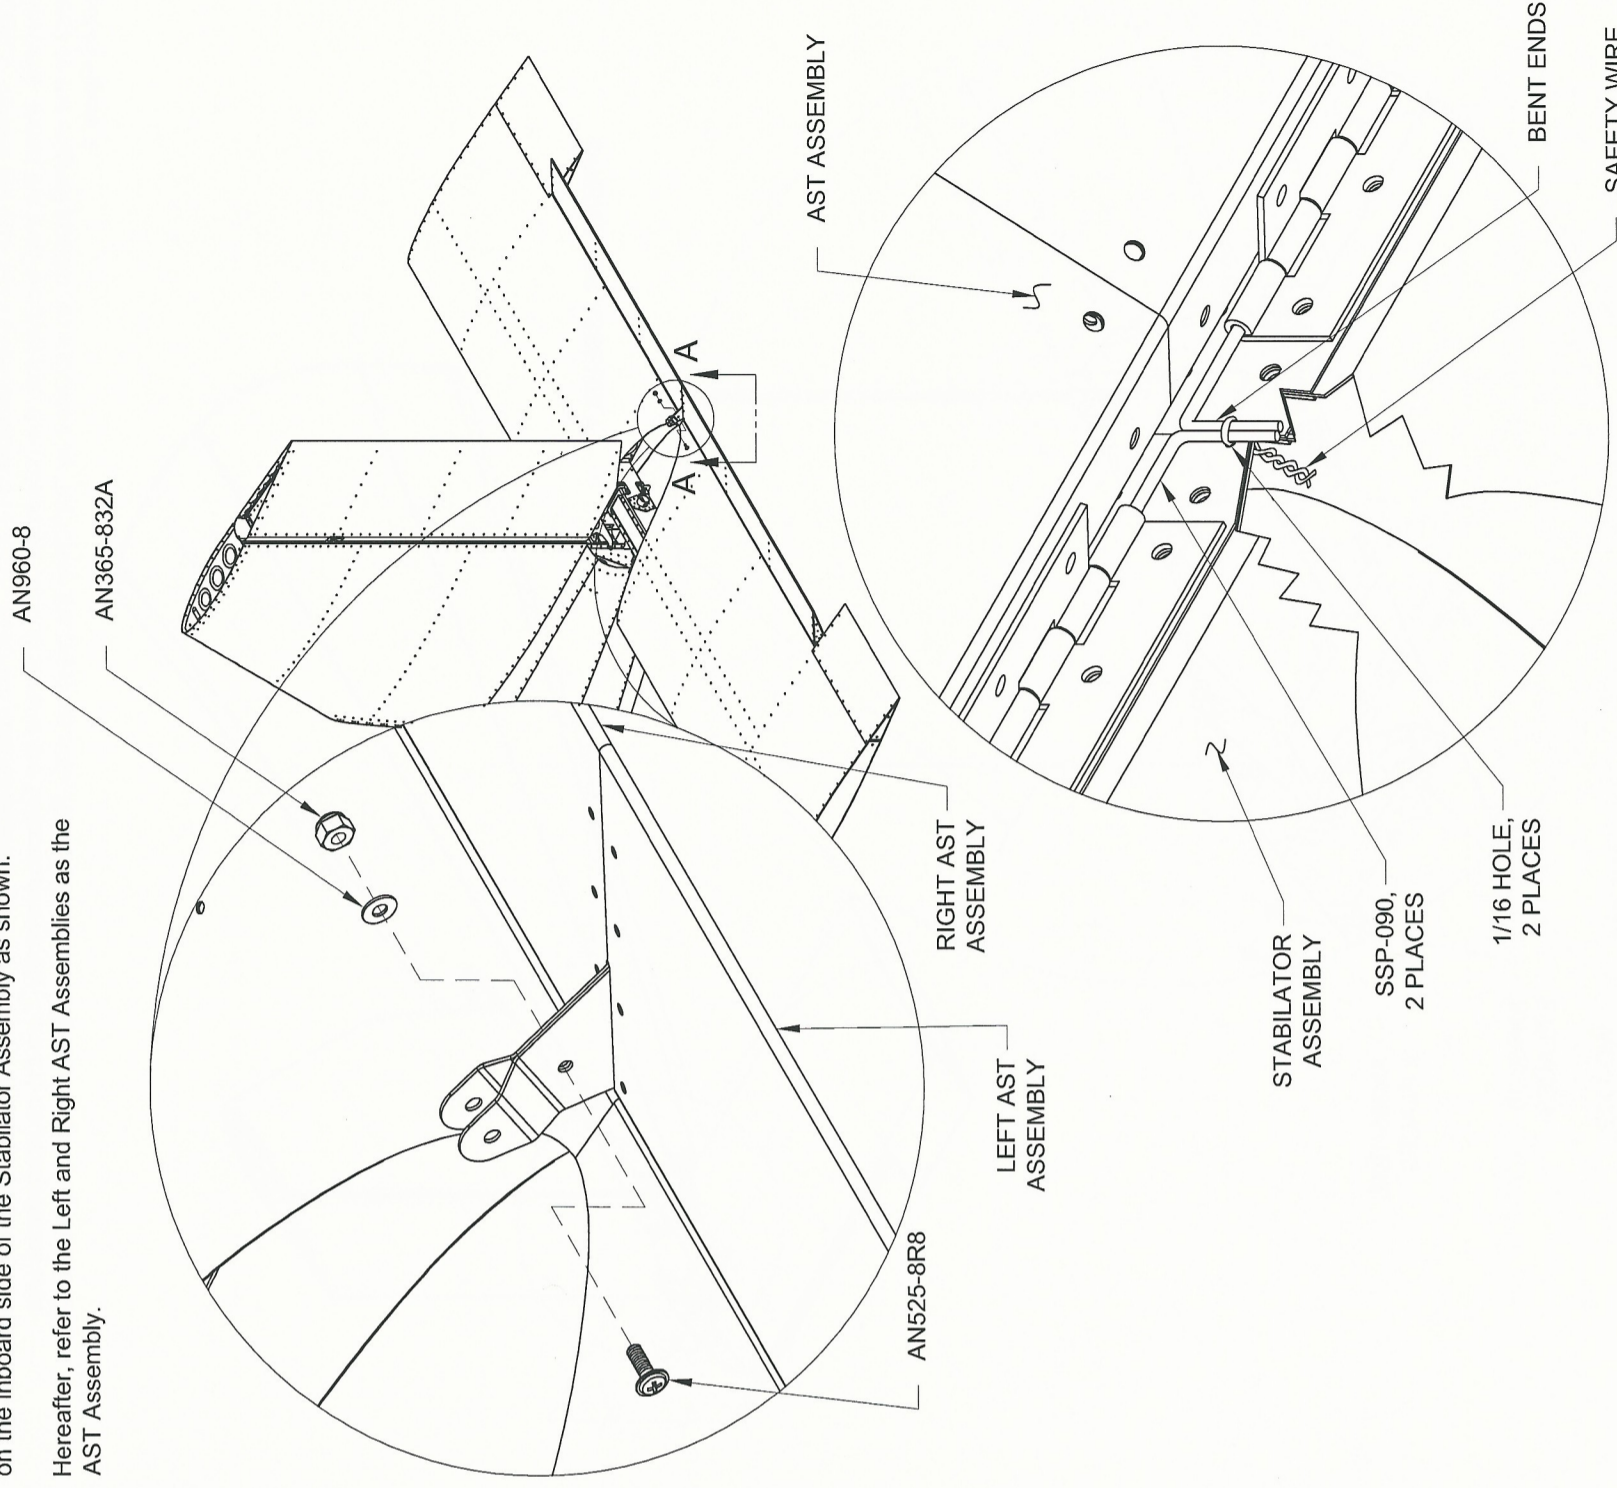 on the inboard side of the Stabilator Assembly as shown.
Hereafter, refer to the Left and Right AST Assemblies as the
AST Assembly.
AN960-8
AN365-832A
A
A
AST ASSEMBLY
RIGHT AST
ASSEMBLY
LEFT AST
ASSEMBLY
AN525-8R8
STABILATOR
ASSEMBLY
SSP-090,
2 PLACES
1/16 HOLE,
2 PLACES
BENT ENDS
SAFETY WIRE